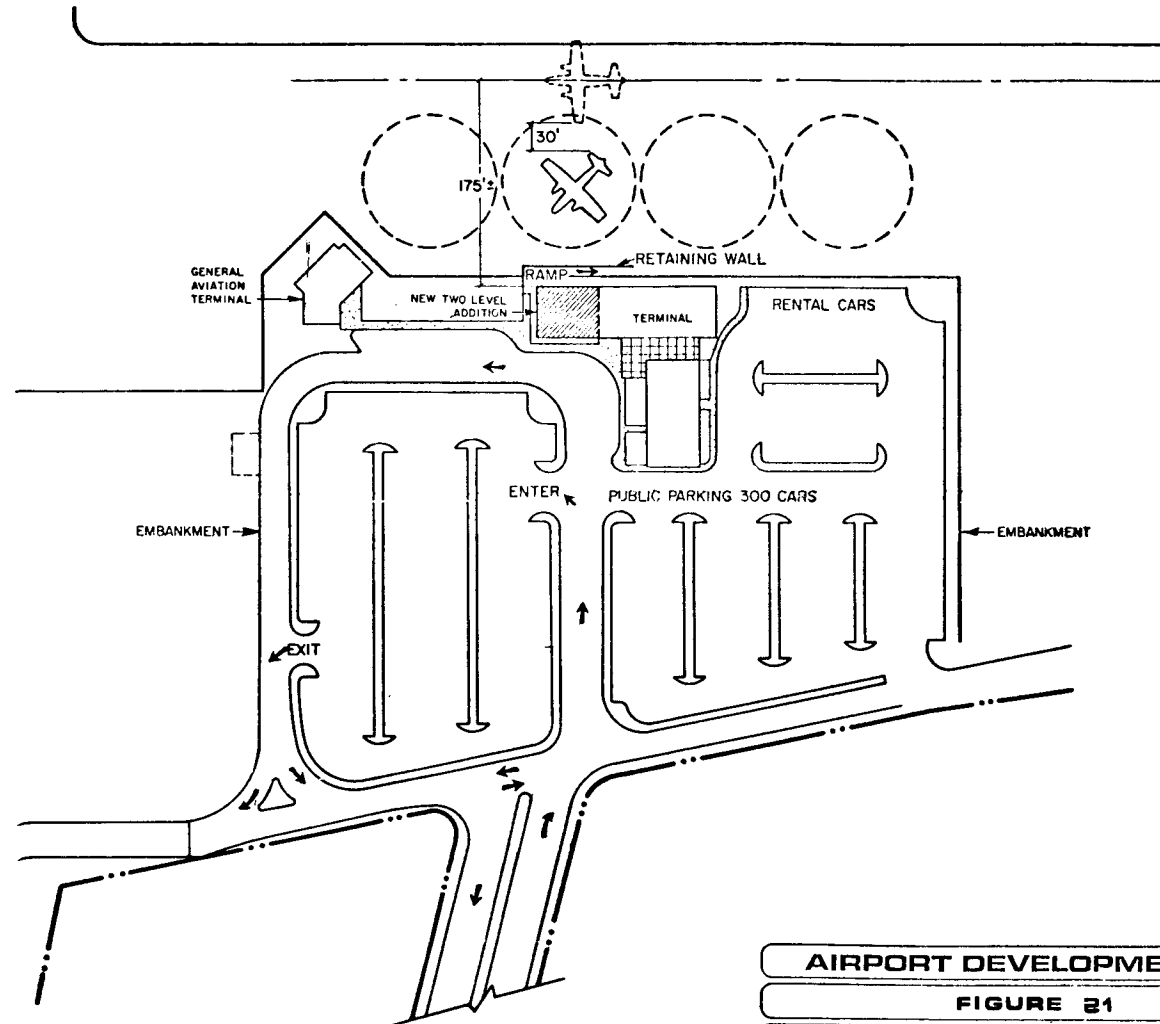 30'
175'±
RETAINING WALL
RAMP
GENERAL
AVIATION
TERMINAL
NEW TWO LEVEL
ADDITION
TERMINAL
RENTAL CARS
ENTER
PUBLIC PARKING 300 CARS
EMBANKMENT
EMBANKMENT
EXIT
AIRPORT DEVELOPME
FIGURE 21